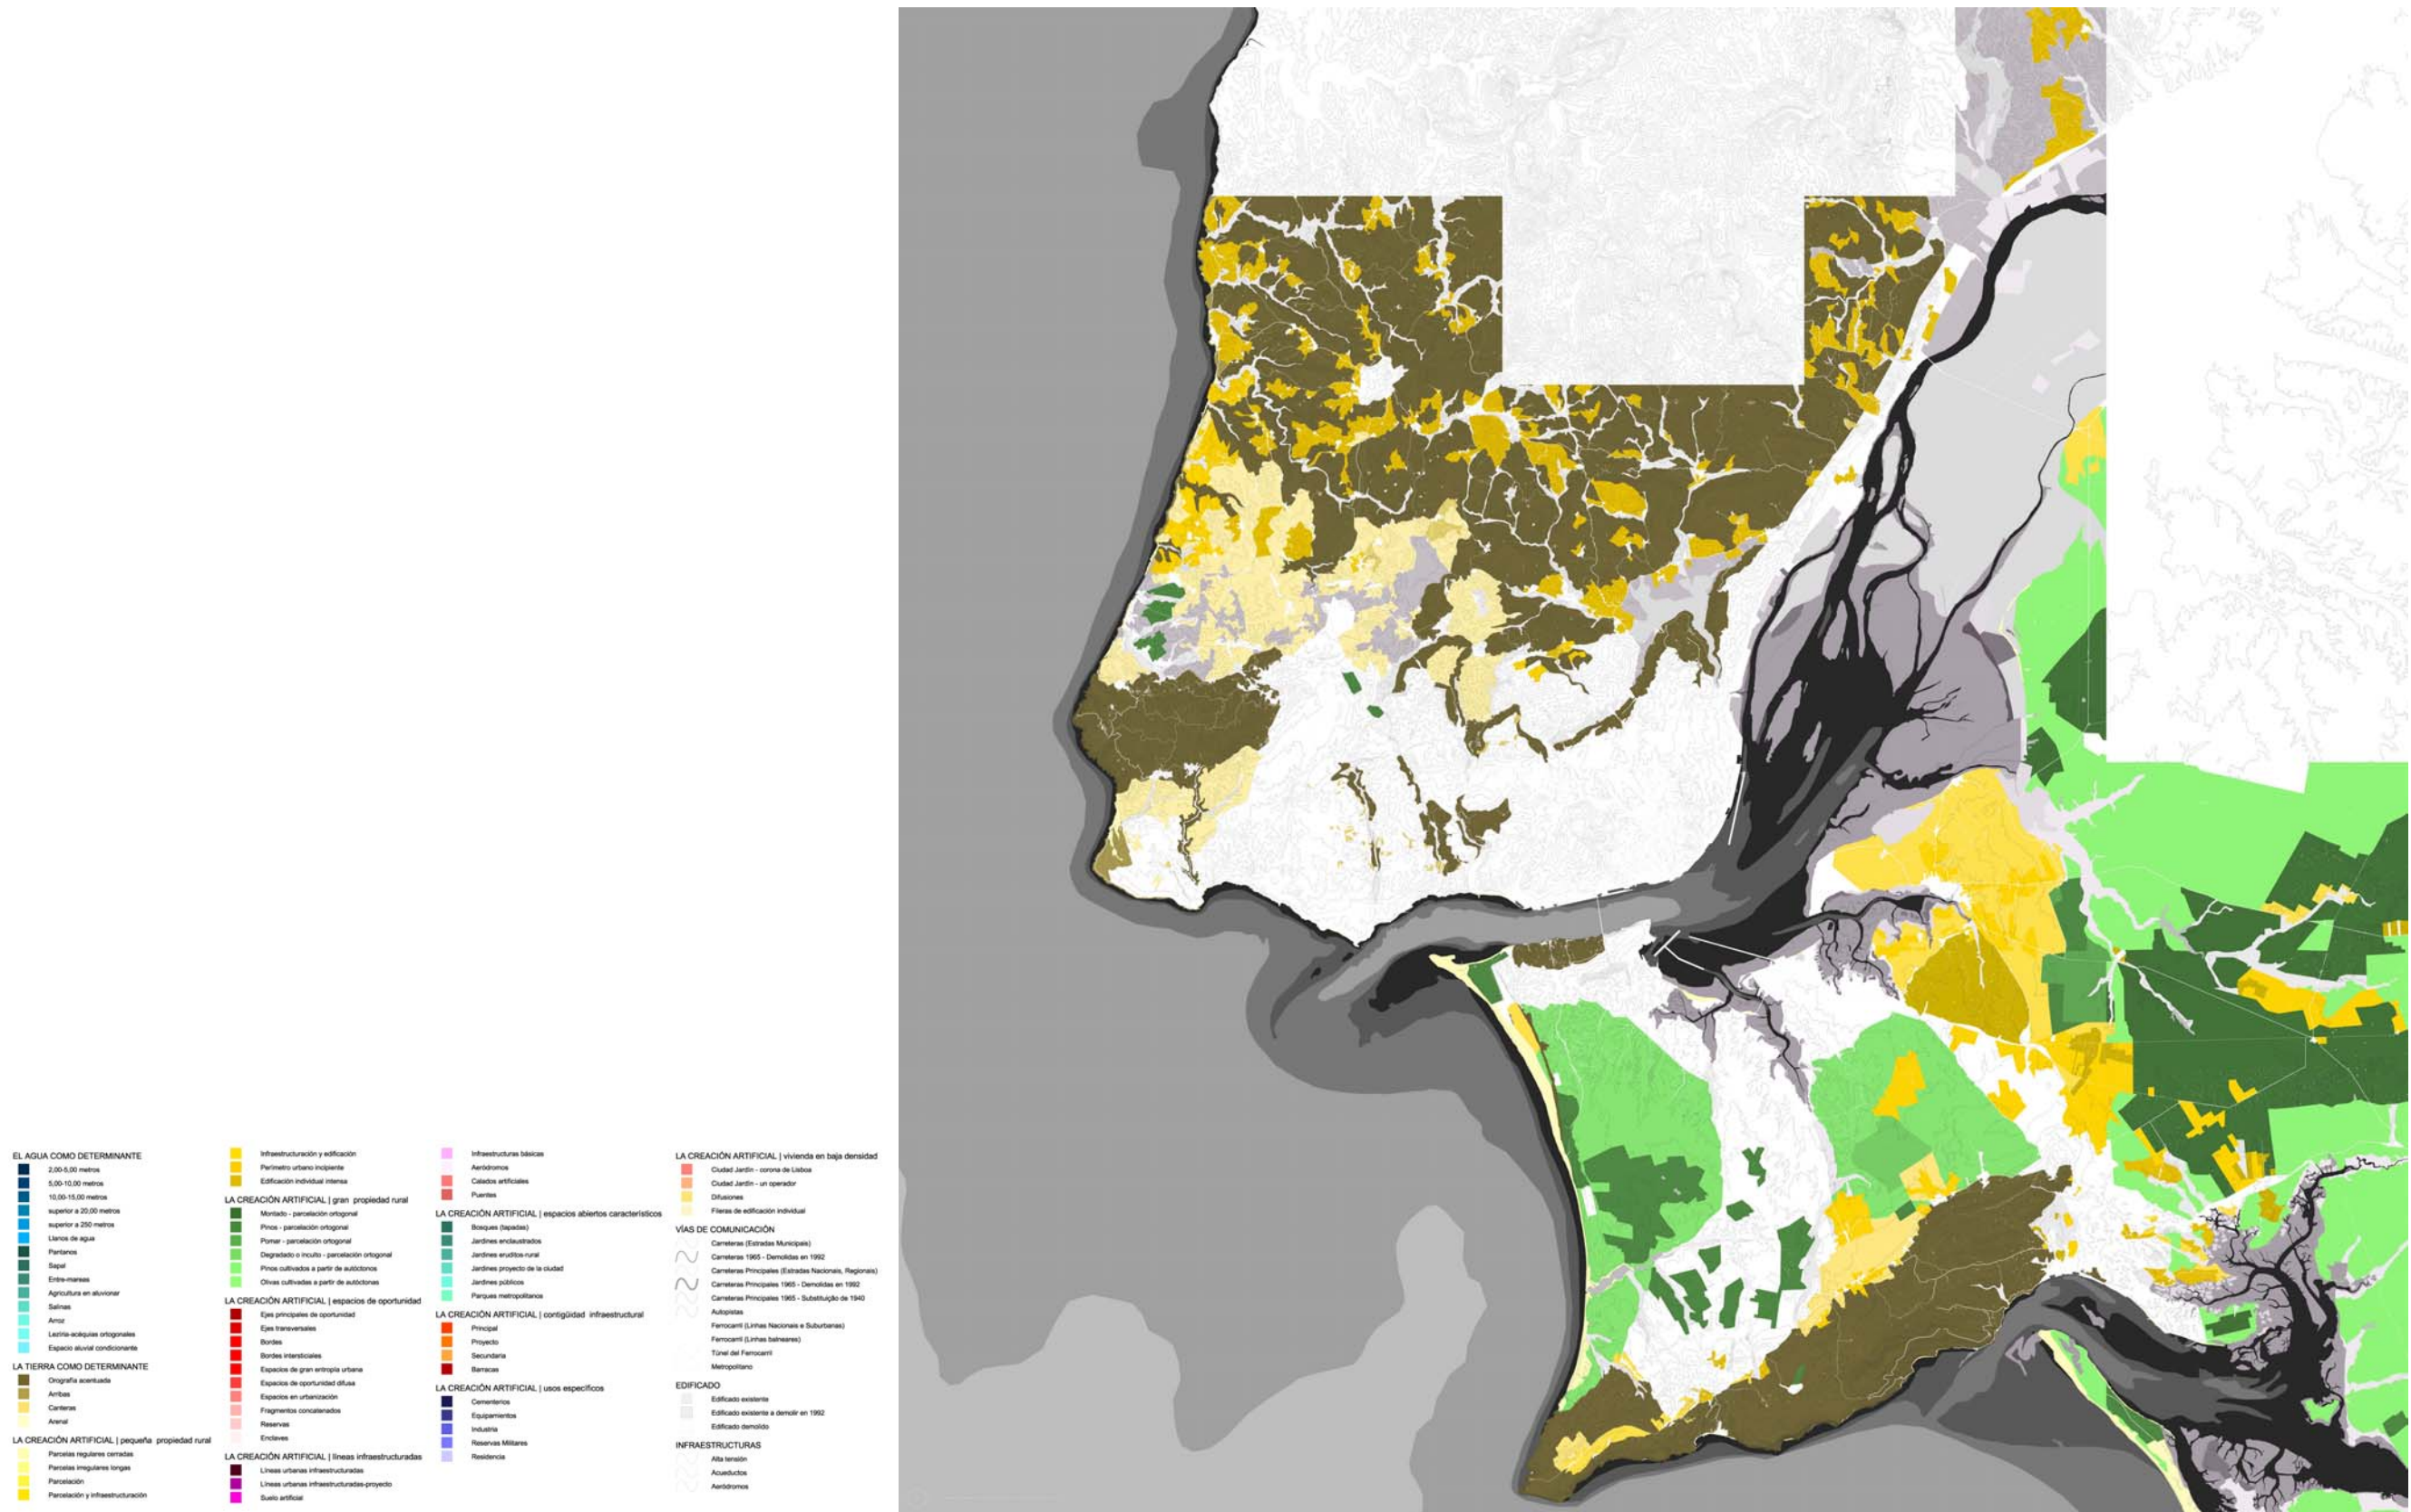 EL AGUA COMO DETERMINANTE
2,00-5,00 metros
5,00-10,00 metros
10,00-15,00 metros
superior a 20,00 metros
superior a 250 metros
Llanos de agua
Pantanos
Sapal
Entre-mareas
Agricultura en aluvionar
Salinas
Arroz
Lezíria-acéquias ortogonales
Espacio aluvial condicionante
LA TIERRA COMO DETERMINANTE
Orografía acentuada
Arribas
Canteras
Arenal
LA CREACIÓN ARTIFICIAL | pequeña propiedad rural
Parcelas regulares cerradas
Parcelas irregulares longas
Parcelación
Parcelación y infraestructuración
Infraestructuración y edificación
Perímetro urbano incipiente
Edificación individual intensa
LA CREACIÓN ARTIFICIAL | gran propiedad rural
Montado - parcelación ortogonal
Pinos - parcelación ortogonal
Pomar - parcelación ortogonal
Degradado o inculto - parcelación ortogonal
Pinos cultivados a partir de autóctonos
Olivas cultivadas a partir de autóctonas
LA CREACIÓN ARTIFICIAL | espacios de oportunidad
Ejes principales de oportunidad
Ejes transversales
Bordes
Bordes intersticiales
Espacios de gran entropía urbana
Espacios de oportunidad difusa
Espacios en urbanización
Fragmentos concatenados
Reservas
Enclaves
LA CREACIÓN ARTIFICIAL | líneas infraestructuradas
Líneas urbanas infraestructuradas
Líneas urbanas infraestructuradas-proyecto
Suelo artificial
Infraestructuras básicas
Aeródromos
Calados artificiales
Puentes
LA CREACIÓN ARTIFICIAL | espacios abiertos característicos
Bosques (tapadas)
Jardines enclaustrados
Jardines eruditos-rural
Jardines proyecto de la ciudad
Jardines públicos
Parques metropolitanos
LA CREACIÓN ARTIFICIAL | contigüidad infraestructural
Principal
Proyecto
Secundaria
Barracas
LA CREACIÓN ARTIFICIAL | usos específicos
Cementerios
Equipamientos
Industria
Reservas Militares
Residencia
LA CREACIÓN ARTIFICIAL | vivienda en baja densidad
Ciudad Jardín - corona de Lisboa
Ciudad Jardín - un operador
Difusiones
Fileras de edificación individual
VÍAS DE COMUNICACIÓN
Carreteras (Estradas Municipais)
Carreteras 1965 - Demolidas en 1992
Carreteras Principales (Estradas Nacionais, Regionais)
Carreteras Principales 1965 - Demolidas en 1992
Carreteras Principales 1965 - Substituição de 1940
Autopistas
Ferrocarril (Linhas Nacionais e Suburbanas)
Ferrocarril (Linhas balneares)
Túnel del Ferrocarril
Metropolitano
EDIFICADO
Edificado existente
Edificado existente a demolir en 1992
Edificado demolido
INFRAESTRUCTURAS
Alta tensión
Acueductos
Aeródromos